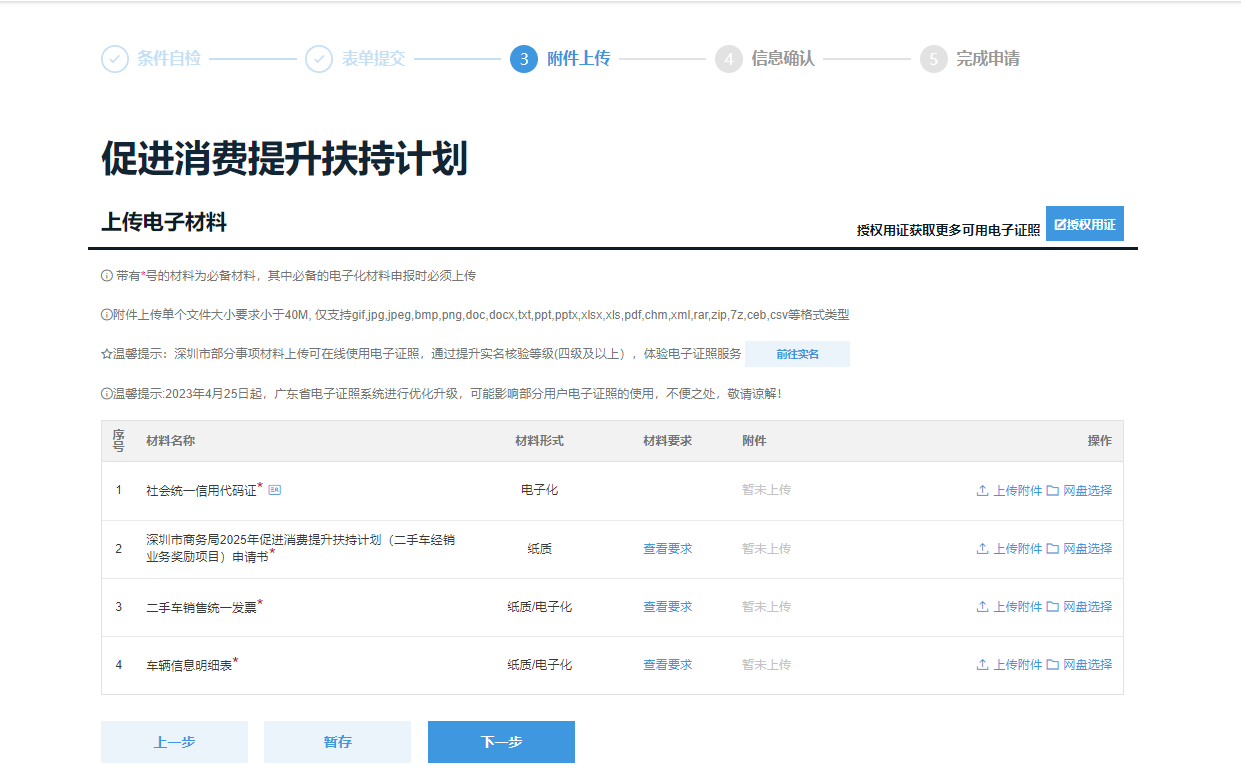 条件自检 表单提交 3 附件上传 4 信息确认 5 完成申请
促进消费提升扶持计划
上传电子材料
授权用证获取更多可用电子证照 授权用证
带有*号的材料为必备材料，其中必备的电子化材料申报时必须上传
附件上传单个文件大小要求小于40M, 仅支持gif,jpg,jpeg,bmp,png,doc,docx,txt,ppt,pptx,xlsx,xls,pdf,chm,xml,rar,zip,7z,ceb,csv等格式类型
温馨提示：深圳市部分事项材料上传可在线使用电子证照，通过提升实名核验等级(四级及以上），体验电子证照服务 前往实名
温馨提示:2023年4月25日起，广东省电子证照系统进行优化升级，可能影响部分用户电子证照的使用，不便之处，敬请谅解！
序号 材料名称 材料形式 材料要求 附件 操作
1 社会统一信用代码证* 电子化 暂未上传 上传附件 网盘选择
2 深圳市商务局2025年促进消费提升扶持计划（二手车经销
业务奖励项目）申请书* 纸质 查看要求 暂未上传 上传附件 网盘选择
3 二手车销售统一发票* 纸质/电子化 查看要求 暂未上传 上传附件 网盘选择
4 车辆信息明细表* 纸质/电子化 查看要求 暂未上传 上传附件 网盘选择
上一步 暂存 下一步